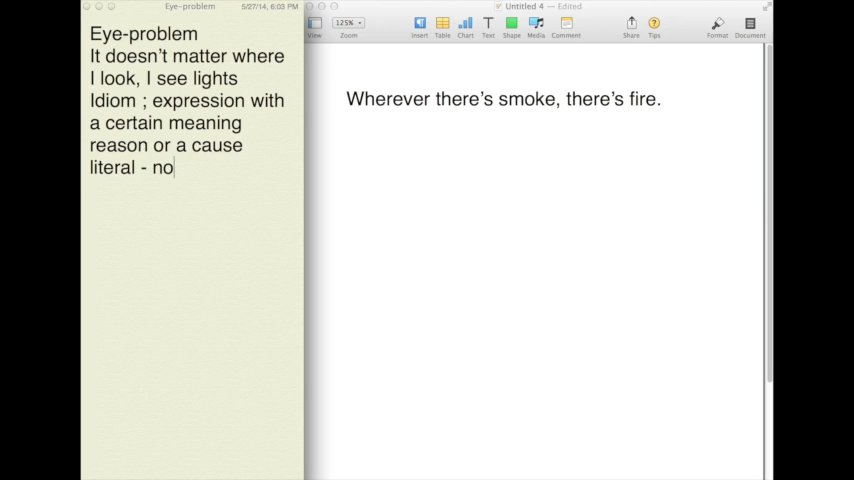 Eye-problem
5/27/14, 6:03 PM
Eye-problem
It doesn't matter where
I look, I see lights
Idiom ; expression with
a certain meaning
reason or a cause
literal - no
Untitled 4 — Edited
125%
View
Zoom
Insert
Table
Chart
Text
Shape
Media
Comment
Share
Tips
Format
Document
Wherever there's smoke, there's fire.